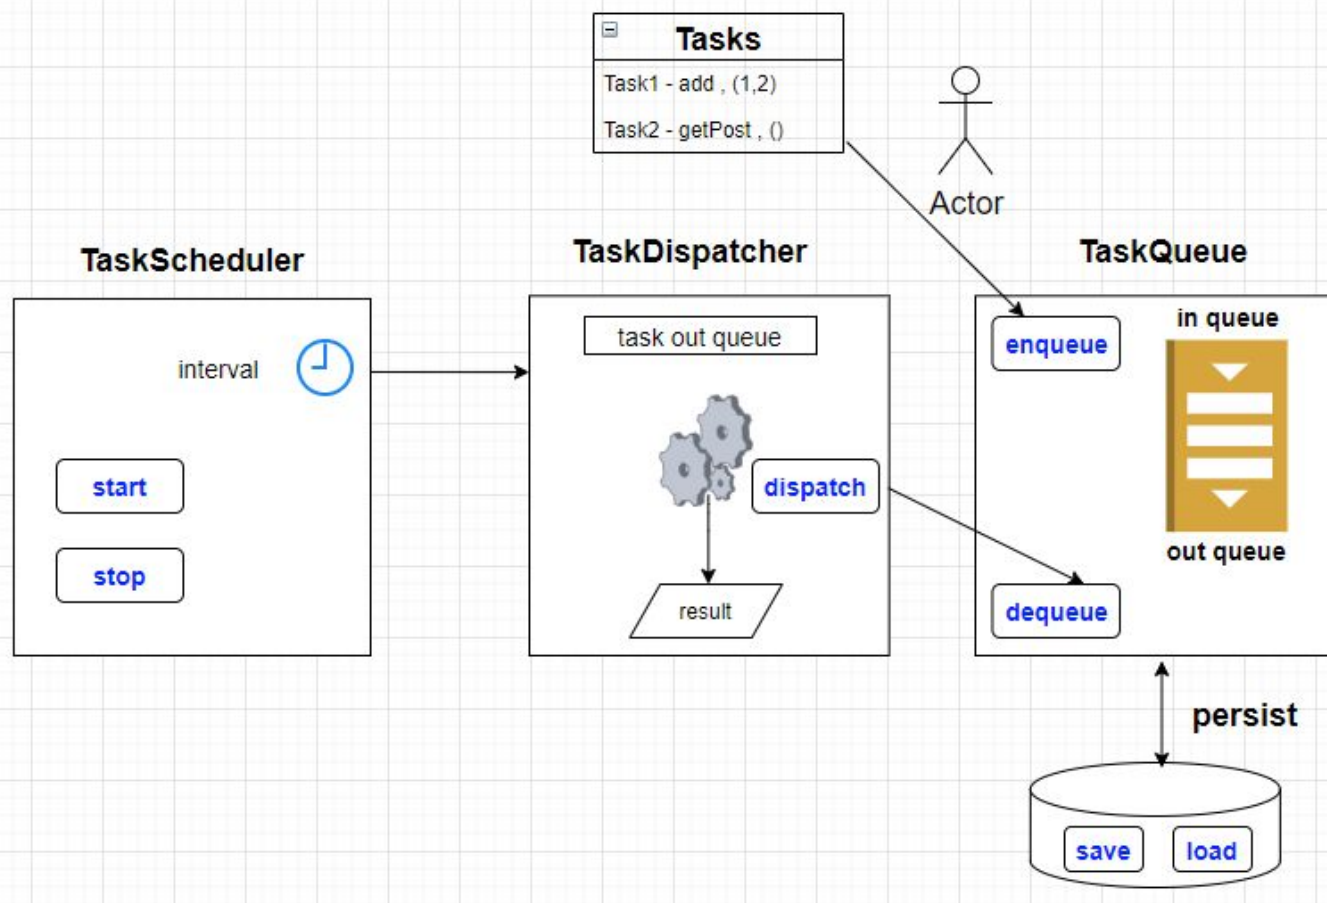 Tasks
Task1 - add , (1,2)
Task2 - getPost , ()
Actor
TaskScheduler
interval
start
stop
TaskDispatcher
task out queue
dispatch
result
TaskQueue
in queue
enqueue
out queue
dequeue
persist
save
load